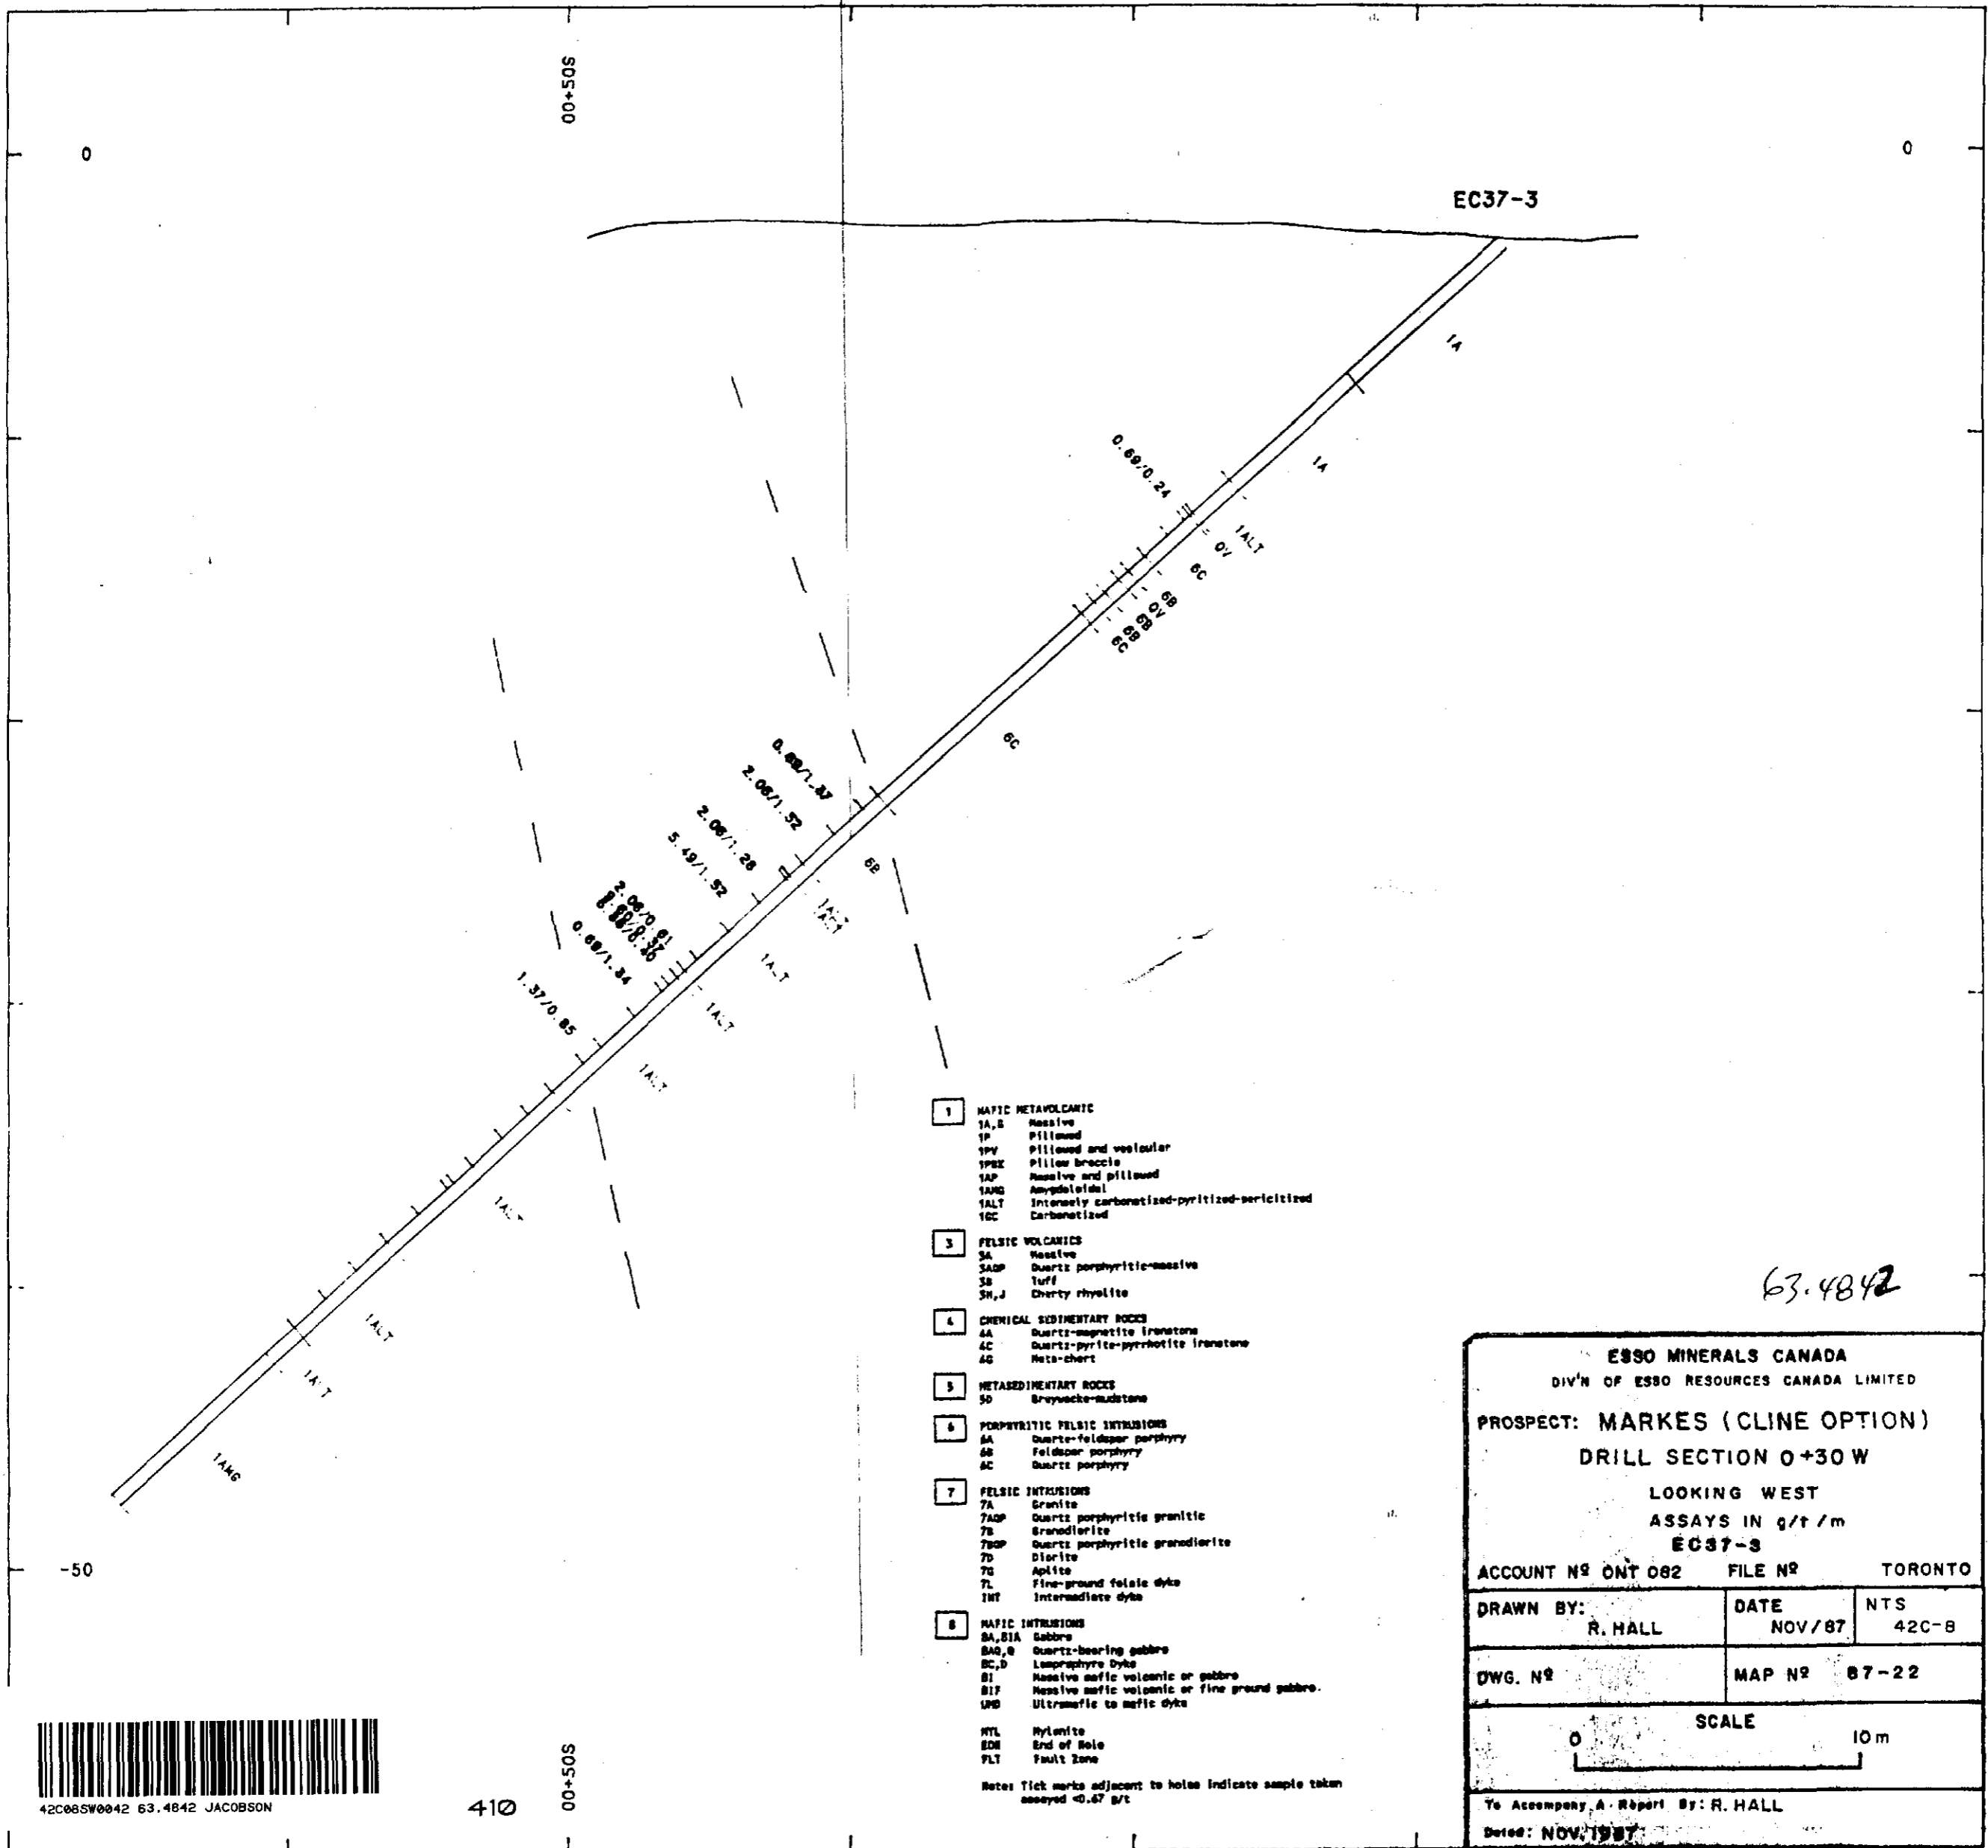 00+50S
0
0
EC37-3
1A
1A
0.69/0.24
1ALT
QV
6C
6B
QV
6B
6B
6C
6C
2.06/1.52
2.06/1.28
6B
5.49/1.52
2.06/0.61
0.69/1.34
1ALT
1ALT
1.37/0.85
1ALT
1ALT
1ALT
1ALT
1AMG
-50
1 MAFIC METAVOLCANIC
1A,B Massive
1P Pillowed
1PV Pillowed and vesicular
1PBX Pillow breccia
1AP Massive and pillowed
1AMG Amygdaloidal
1ALT Intensely carbonatized-pyritized-sericitized
1GC Carbonatized
3 FELSIC VOLCANICS
3A Massive
3AQP Quartz porphyritic-massive
3B Tuff
3H,J Cherty rhyolite
4 CHEMICAL SEDIMENTARY ROCKS
4A Quartz-magnetite ironstone
4C Quartz-pyrite-pyrrhotite ironstone
4G Meta-chert
5 METASEDIMENTARY ROCKS
5D Greywacke-mudstone
6 PORPHYRITIC FELSIC INTRUSIONS
6A Quartz-feldspar porphyry
6B Feldspar porphyry
6C Quartz porphyry
7 FELSIC INTRUSIONS
7A Granite
7AQP Quartz porphyritic granitic
7B Granodiorite
7BQP Quartz porphyritic granodiorite
7D Diorite
7G Aplite
7L Fine-ground felsic dyke
INT Intermediate dyke
8 MAFIC INTRUSIONS
8A,81A Gabbro
8AQ,Q Quartz-bearing gabbro
8C,D Lamprophyre Dyke
8I Massive mafic volcanic or gabbro
8IF Massive mafic volcanic or fine ground gabbro.
UMD Ultramafic to mafic dyke
MYL Mylonite
EOH End of Hole
FLT Fault Zone
Note: Tick marks adjacent to holes indicate sample taken
assayed <0.67 g/t
63.4842
ESSO MINERALS CANADA
DIV'N OF ESSO RESOURCES CANADA LIMITED
PROSPECT: MARKES (CLINE OPTION)
DRILL SECTION 0+30 W
LOOKING WEST
ASSAYS IN g/t/m
EC37-3
ACCOUNT Nº ONT 082 FILE Nº TORONTO
DRAWN BY: R. HALL
DATE NOV/87
NTS 42C-8
DWG. Nº
MAP Nº 87-22
SCALE
0 10 m
To Accompany A Report By: R. HALL
Dated: NOV, 1987
42C08SW0042 63.4842 JACOBSON
410
00+50S